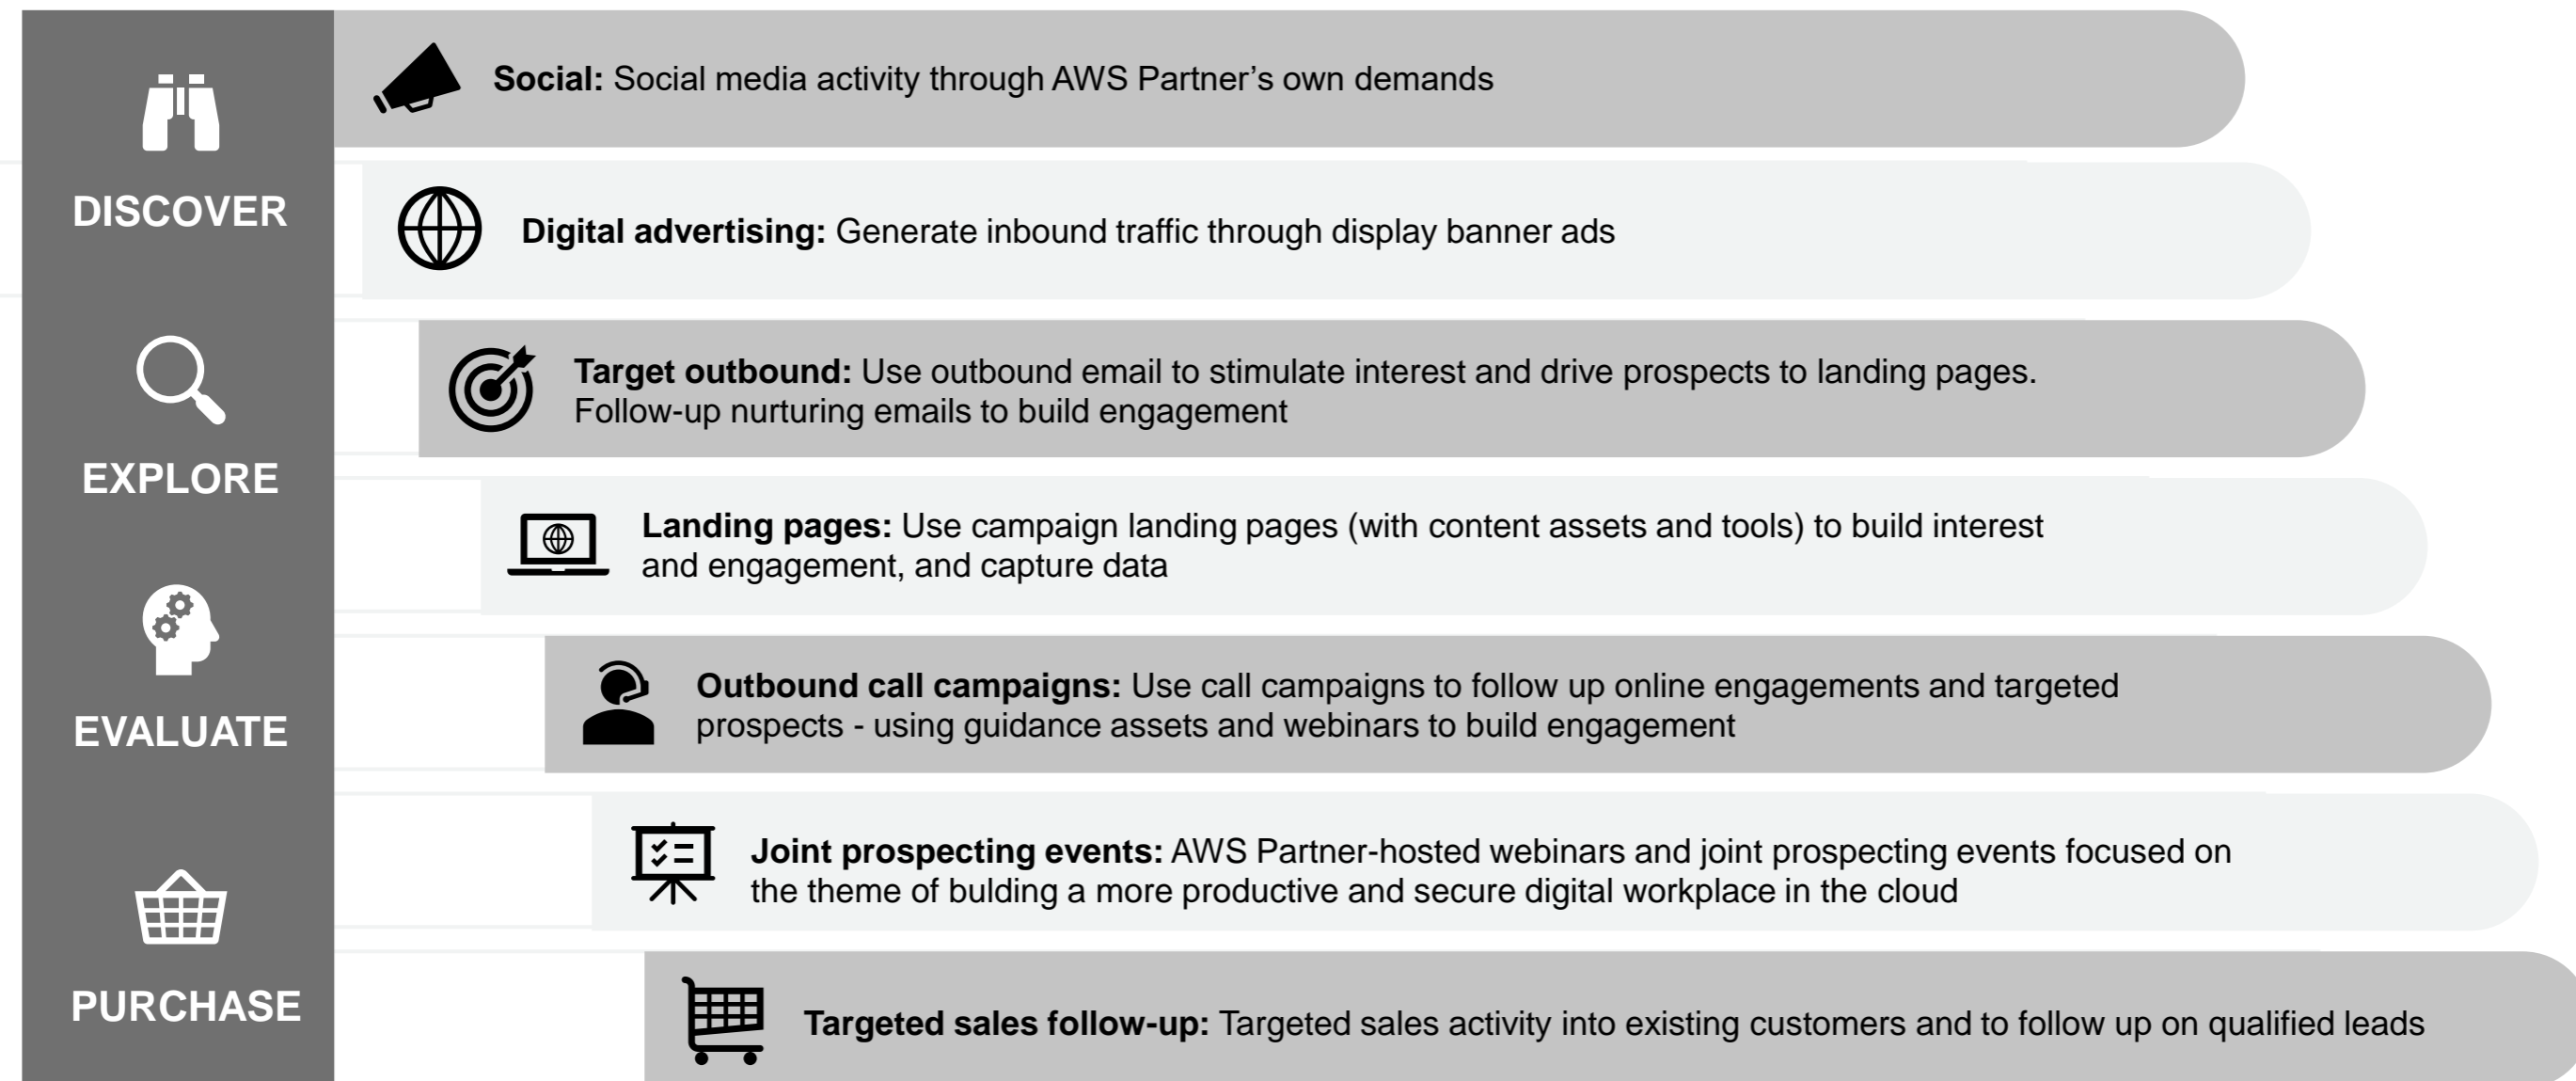 DISCOVER
EXPLORE
EVALUATE
PURCHASE
Social: Social media activity through AWS Partner's own demands
Digital advertising: Generate inbound traffic through display banner ads
Target outbound: Use outbound email to stimulate interest and drive prospects to landing pages.
Follow-up nurturing emails to build engagement
Landing pages: Use campaign landing pages (with content assets and tools) to build interest
and engagement, and capture data
Outbound call campaigns: Use call campaigns to follow up online engagements and targeted
prospects - using guidance assets and webinars to build engagement
Joint prospecting events: AWS Partner-hosted webinars and joint prospecting events focused on
the theme of bulding a more productive and secure digital workplace in the cloud
Targeted sales follow-up: Targeted sales activity into existing customers and to follow up on qualified leads